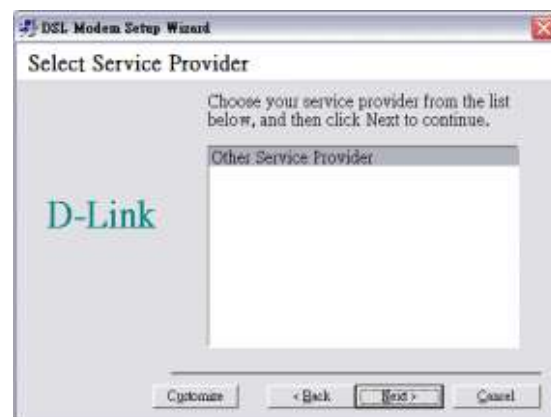 DSL Modem Setup Wizard
Select Service Provider
Choose your service provider from the list
below, and then click Next to continue.
Other Service Provider
D-Link
Customize
< Back
Next >
Cancel